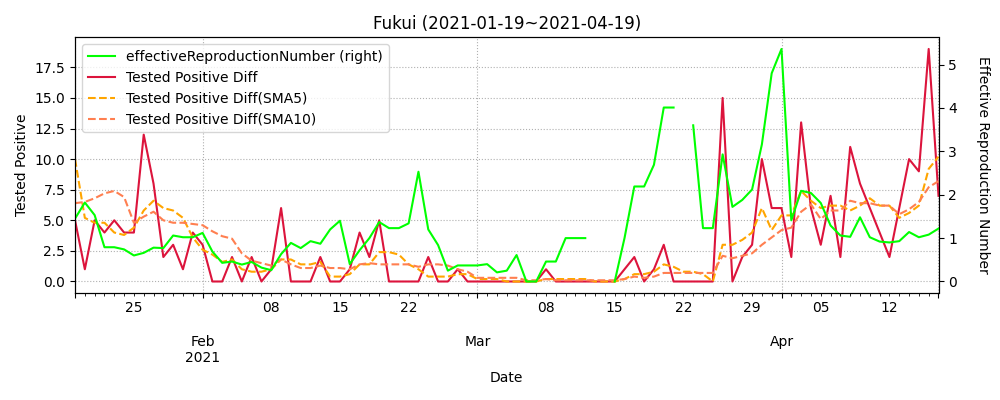 Fukui (2021-01-19~2021-04-19)
effectiveReproductionNumber (right)
Tested Positive Diff
Tested Positive Diff(SMA5)
Tested Positive Diff(SMA10)
Tested Positive
17.5
15.0
12.5
10.0
7.5
5.0
2.5
0.0
Effective Reproduction Number
5
4
3
2
1
0
25 08 15 22 08 15 22 29 05 12
Feb Mar Apr
2021
Date